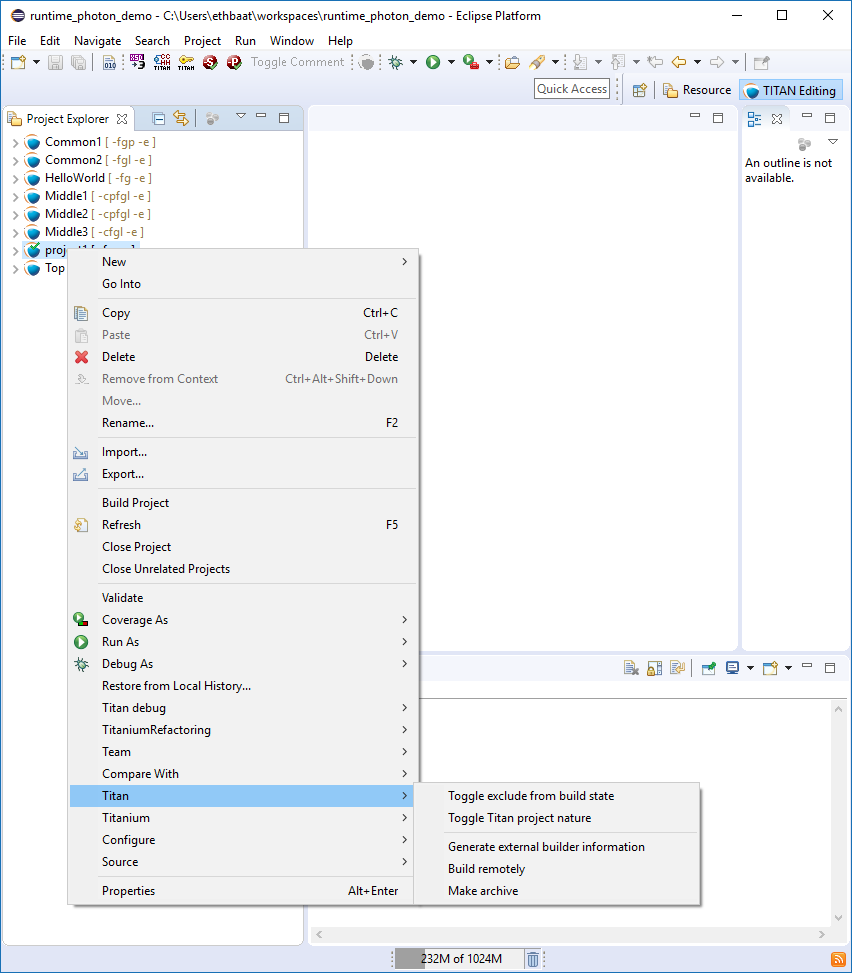 runtime_photon_demo - C:\Users\ethbaat\workspaces\runtime_photon_demo - Eclipse Platform
File Edit Navigate Search Project Run Window Help
Toggle Comment
Quick Access
Resource
TITAN Editing
Project Explorer
Common1 [ -fgp -e ]
Common2 [ -fgl -e ]
HelloWorld [ -fg -e ]
Middle1 [ -cpfgl -e ]
Middle2 [ -cpfgl -e ]
Middle3 [ -cfgl -e ]
Top
An outline is not
available.
New
Go Into
Copy Ctrl+C
Paste Ctrl+V
Delete Delete
Remove from Context Ctrl+Alt+Shift+Down
Move...
Rename... F2
Import...
Export...
Build Project
Refresh F5
Close Project
Close Unrelated Projects
Validate
Coverage As
Run As
Debug As
Restore from Local History...
Titan debug
TitaniumRefactoring
Team
Compare With
Titan
Titanium
Configure
Source
Properties Alt+Enter
Toggle exclude from build state
Toggle Titan project nature
Generate external builder information
Build remotely
Make archive
232M of 1024M